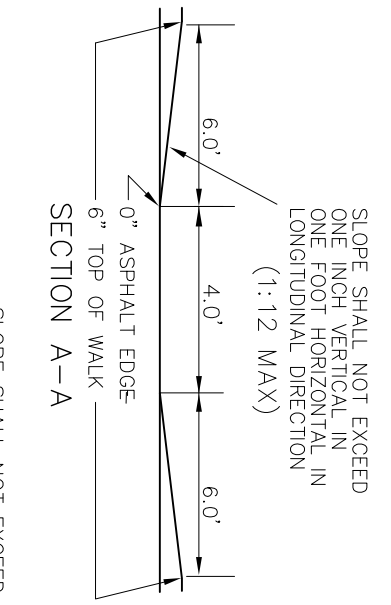 SLOPE SHALL NOT EXCEED
ONE INCH VERTICAL IN
ONE FOOT HORIZONTAL IN
LONGITUDINAL DIRECTION
(1:12 MAX)
6.0'
4.0'
6.0'
0" ASPHALT EDGE
6" TOP OF WALK
SECTION A-A
SLOPE SHALL NOT EXCEED